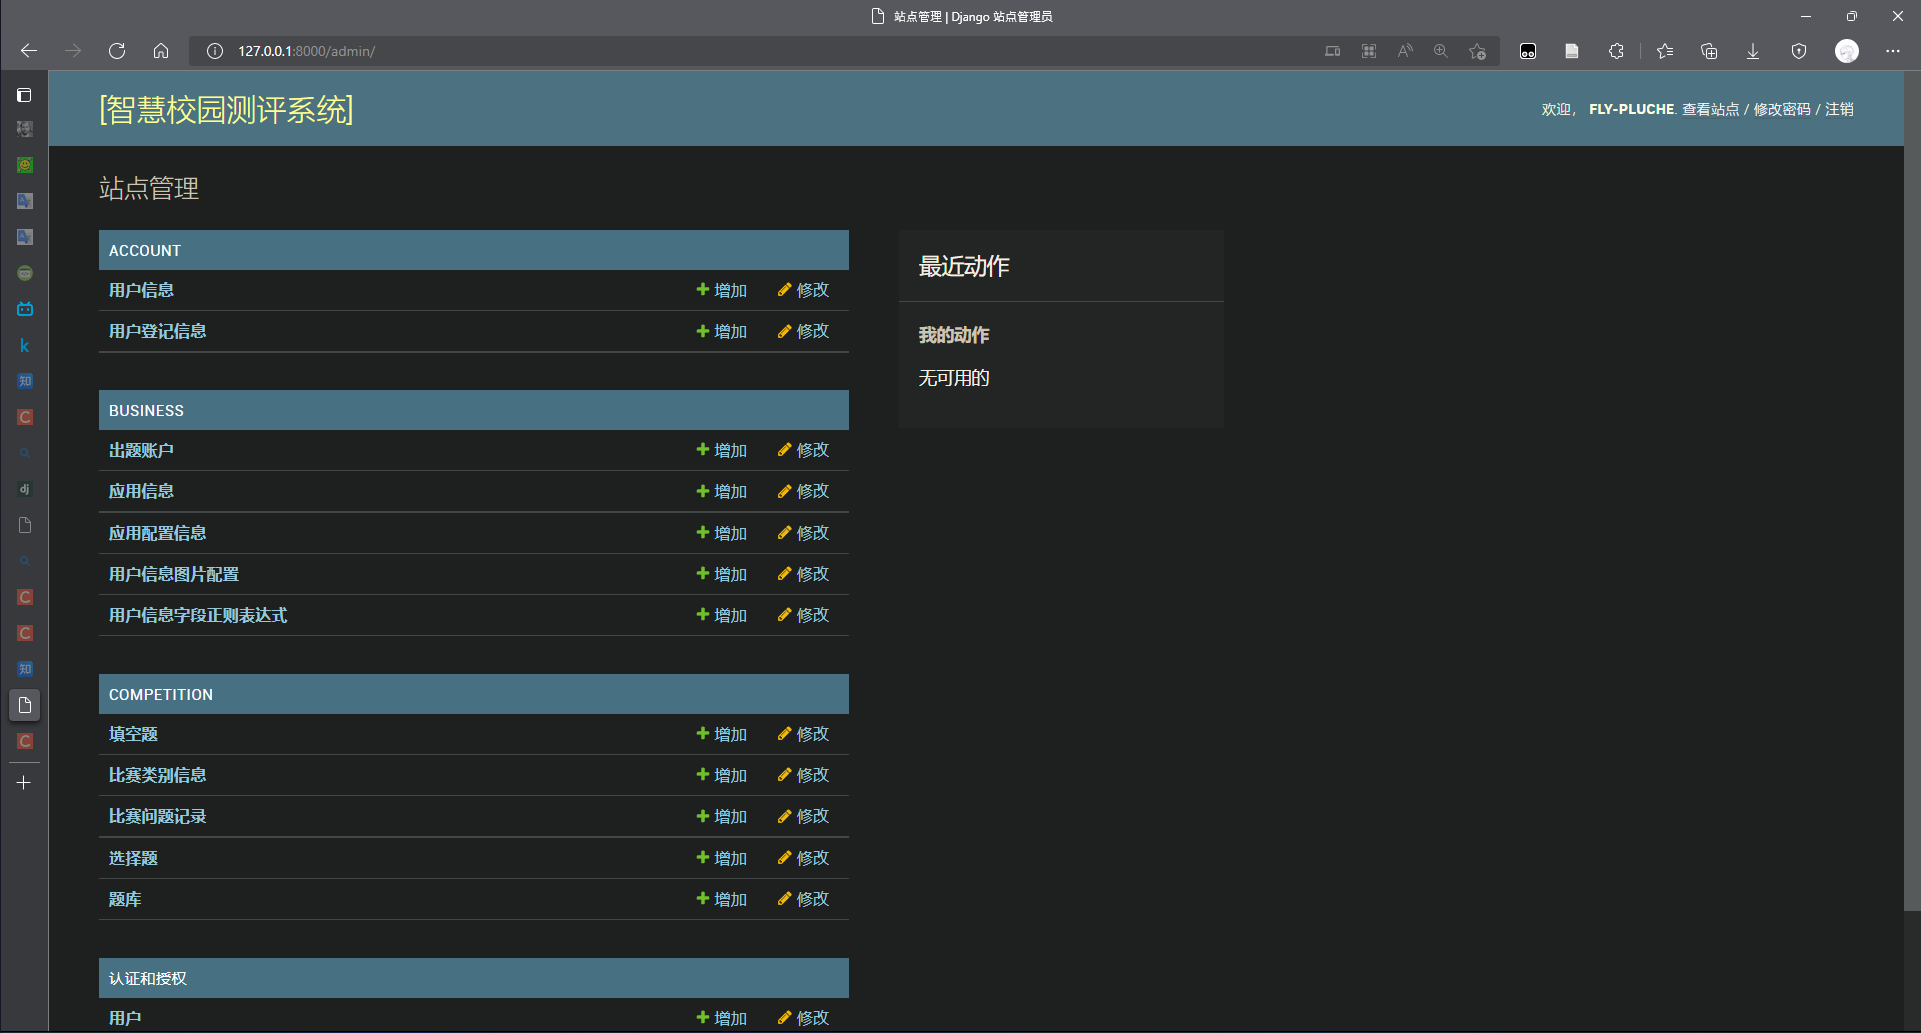 站点管理 | Django 站点管理员
127.0.0.1:8000/admin/
[智慧校园测评系统]
欢迎， FLY-PLUCHE. 查看站点 / 修改密码 / 注销
站点管理
ACCOUNT
用户信息 增加 修改
用户登记信息 增加 修改
BUSINESS
出题账户 增加 修改
应用信息 增加 修改
应用配置信息 增加 修改
用户信息图片配置 增加 修改
用户信息字段正则表达式 增加 修改
COMPETITION
填空题 增加 修改
比赛类别信息 增加 修改
比赛问题记录 增加 修改
选择题 增加 修改
题库 增加 修改
认证和授权
用户 增加 修改
最近动作
我的动作
无可用的
k
知
C
dj
C
C
知
C